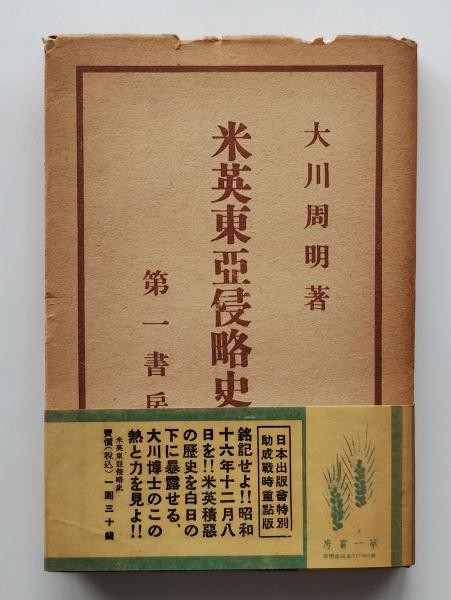 大川周明著
米英東亞侵略史
第一書房
日本出版會特別
助成戰時重點版
銘記せよ!!昭和
十六年十二月八
日を!!米英積惡
の歷史を白日の
下に暴露せる、
大川博士のこの
熱と力を見よ!!
米英東亞侵略史
賣價(税込)一圓三十錢
第一書房